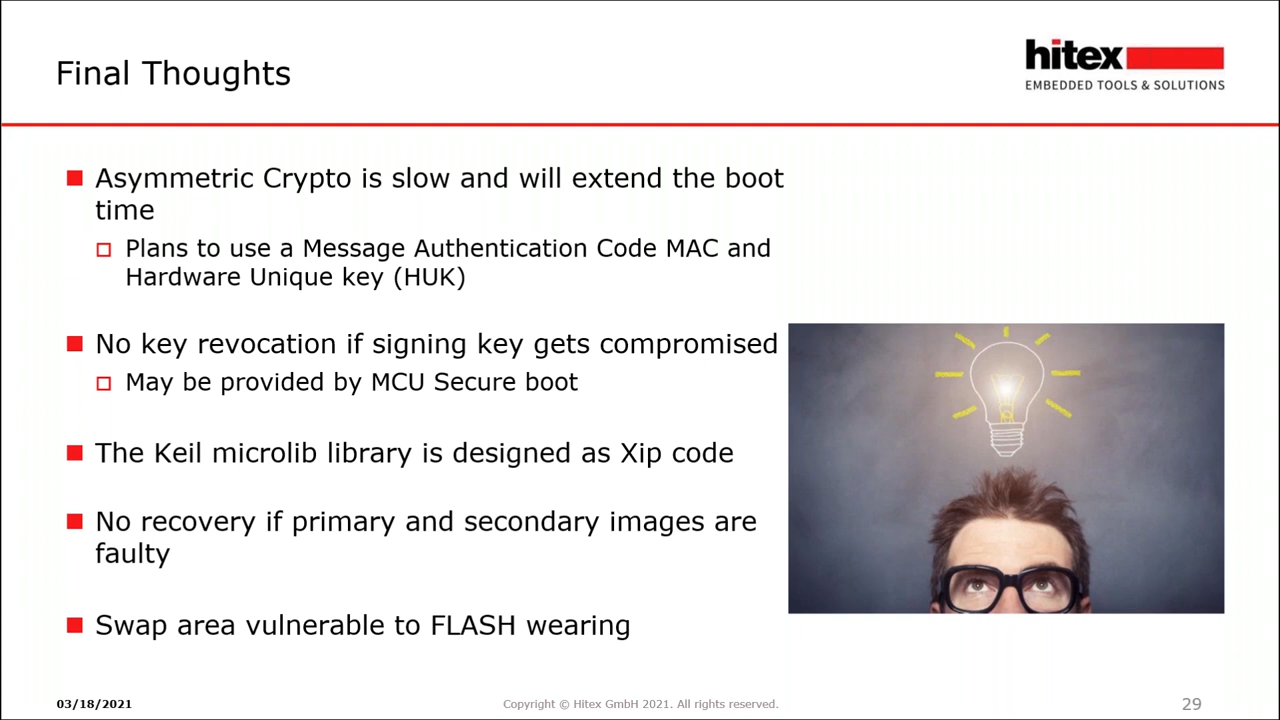 Final Thoughts
hitex
EMBEDDED TOOLS & SOLUTIONS
Asymmetric Crypto is slow and will extend the boot
time
Plans to use a Message Authentication Code MAC and
Hardware Unique key (HUK)
No key revocation if signing key gets compromised
May be provided by MCU Secure boot
The Keil microlib library is designed as Xip code
No recovery if primary and secondary images are
faulty
Swap area vulnerable to FLASH wearing
03/18/2021
Copyright © Hitex GmbH 2021. All rights reserved.
29